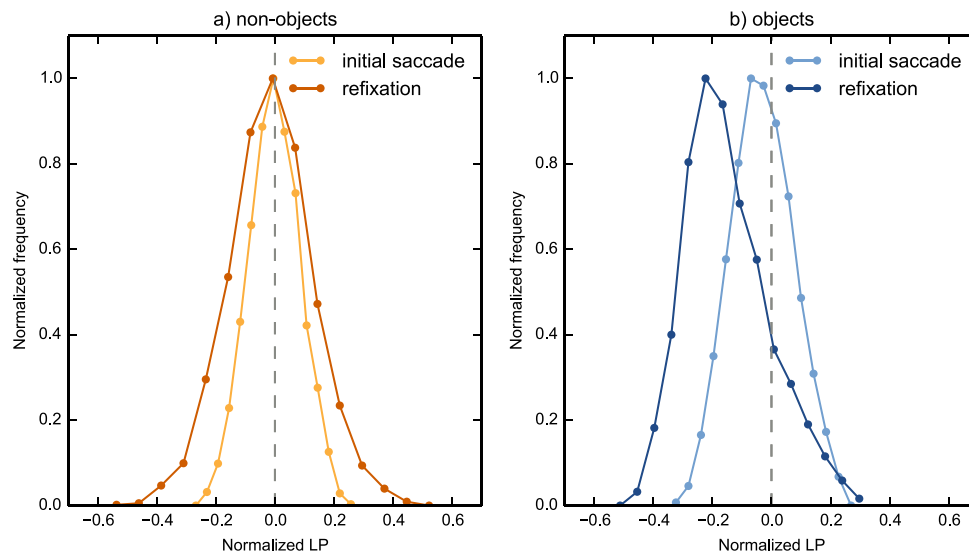 a) non-objects
initial saccade
refixation
1.0
0.8
0.6
0.4
0.2
0.0
Normalized frequency
−0.6 −0.4 −0.2 0.0 0.2 0.4 0.6
Normalized LP
b) objects
initial saccade
refixation
1.0
0.8
0.6
0.4
0.2
0.0
Normalized frequency
−0.6 −0.4 −0.2 0.0 0.2 0.4 0.6
Normalized LP